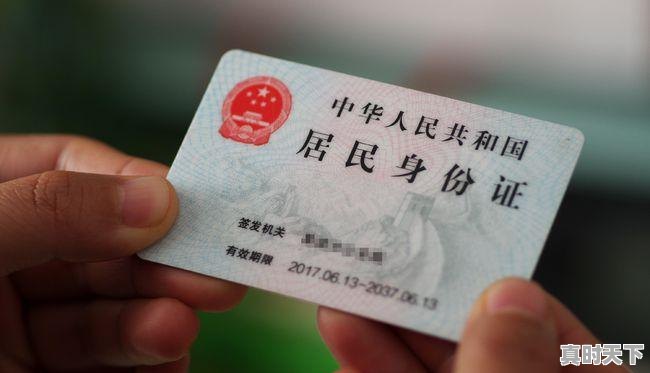 中华人民共和国
居民身份证
签发机关
有效期限 2017.06.13-2037.06.13
真时天下